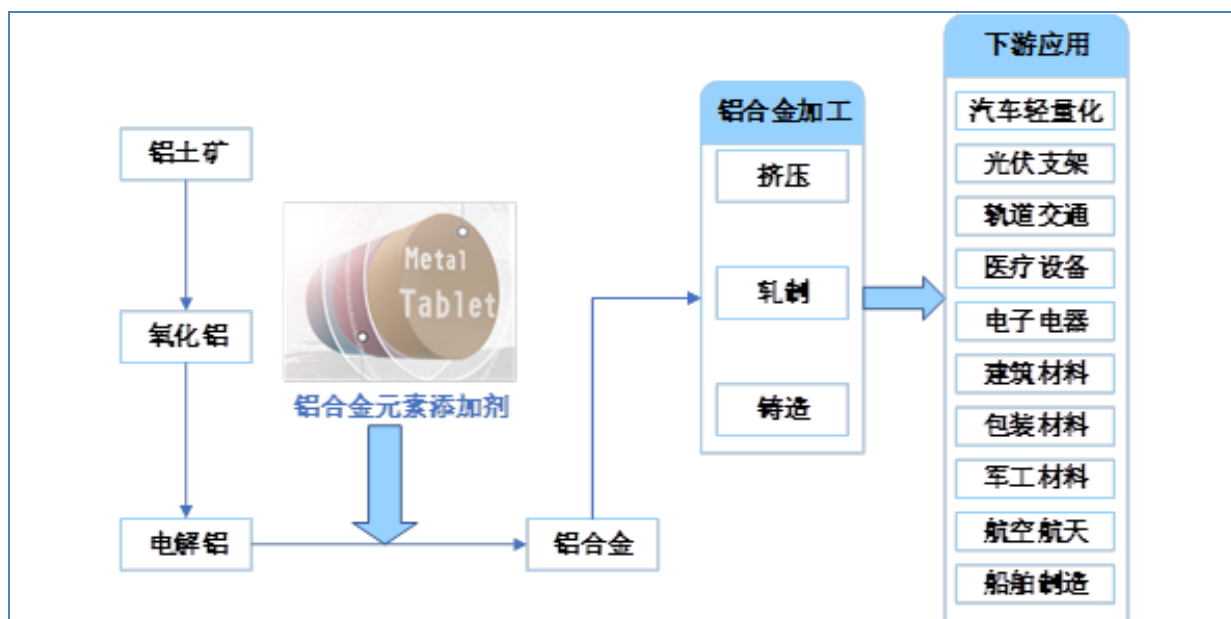 铝土矿
氧化铝
电解铝
Metal
Tablet
铝合金元素添加剂
铝合金
铝合金加工
挤压
轧制
铸造
下游应用
汽车轻量化
光伏支架
轨道交通
医疗设备
电子电器
建筑材料
包装材料
军工材料
航空航天
船舶制造